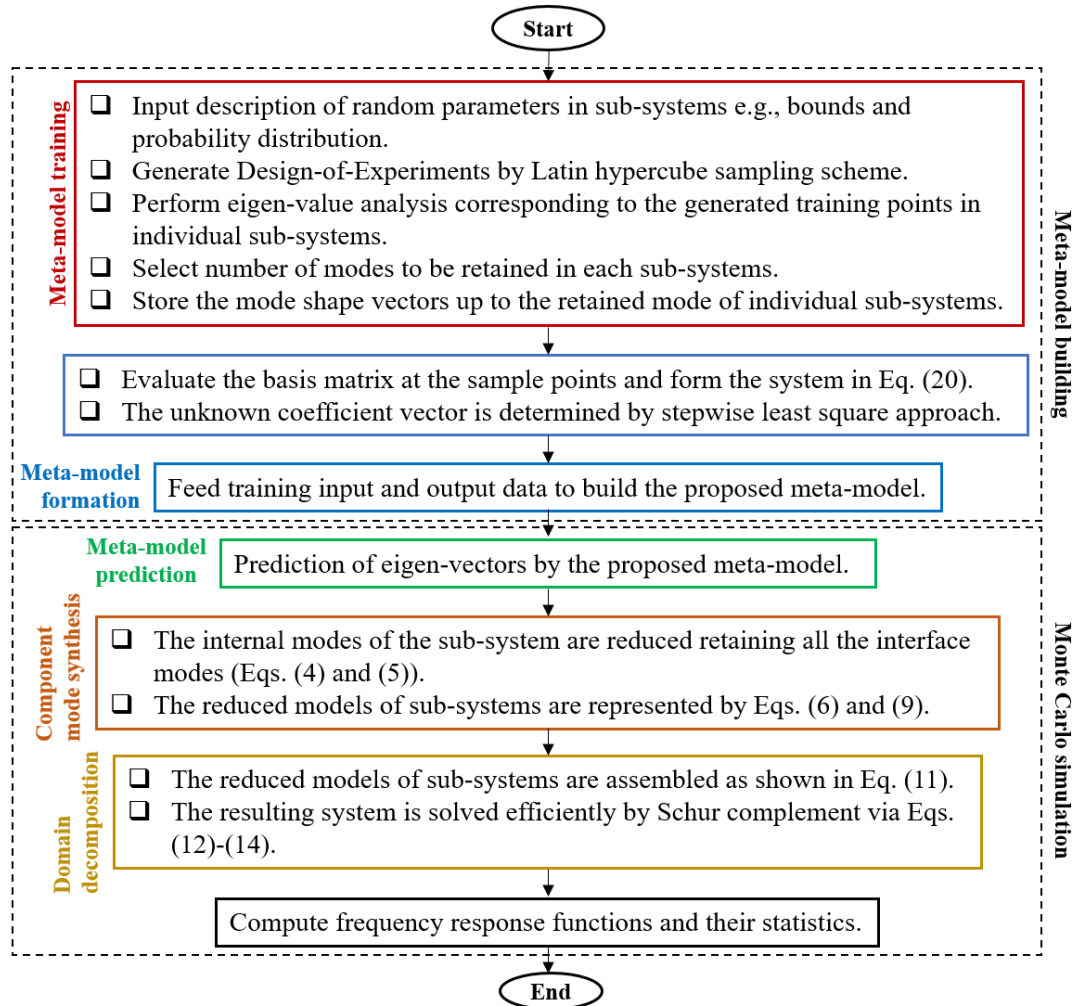 Start
Meta-model training
❑ Input description of random parameters in sub-systems e.g., bounds and
probability distribution.
❑ Generate Design-of-Experiments by Latin hypercube sampling scheme.
❑ Perform eigen-value analysis corresponding to the generated training points in
individual sub-systems.
❑ Select number of modes to be retained in each sub-systems.
❑ Store the mode shape vectors up to the retained mode of individual sub-systems.
Meta-model building
❑ Evaluate the basis matrix at the sample points and form the system in Eq. (20).
❑ The unknown coefficient vector is determined by stepwise least square approach.
Meta-model
formation
Feed training input and output data to build the proposed meta-model.
Meta-model
prediction
Prediction of eigen-vectors by the proposed meta-model.
Component
mode synthesis
❑ The internal modes of the sub-system are reduced retaining all the interface
modes (Eqs. (4) and (5)).
❑ The reduced models of sub-systems are represented by Eqs. (6) and (9).
Monte Carlo simulation
Domain
decomposition
❑ The reduced models of sub-systems are assembled as shown in Eq. (11).
❑ The resulting system is solved efficiently by Schur complement via Eqs.
(12)-(14).
Compute frequency response functions and their statistics.
End